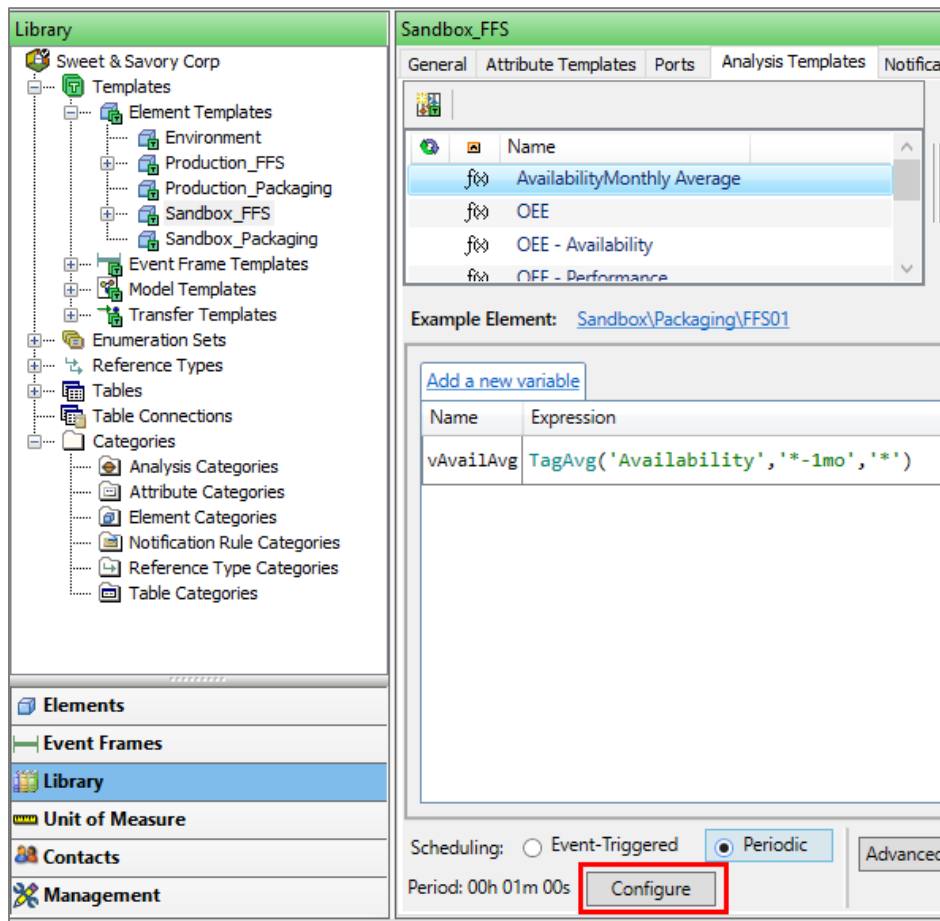 Library
Sweet & Savory Corp
Templates
Element Templates
Environment
Production_FFS
Production_Packaging
Sandbox_FFS
Sandbox_Packaging
Event Frame Templates
Model Templates
Transfer Templates
Enumeration Sets
Reference Types
Tables
Table Connections
Categories
Analysis Categories
Attribute Categories
Element Categories
Notification Rule Categories
Reference Type Categories
Table Categories
Elements
Event Frames
Library
Unit of Measure
Contacts
Management
Sandbox_FFS
General Attribute Templates Ports Analysis Templates Notifica
Name
f(x) AvailabilityMonthly Average
f(x) OEE
f(x) OEE - Availability
f(x) OEE - Performance
Example Element: Sandbox\Packaging\FFS01
Add a new variable
Name Expression
vAvailAvg TagAvg('Availability','*-1mo','*')
Scheduling: Event-Triggered Periodic Advanced
Period: 00h 01m 00s Configure